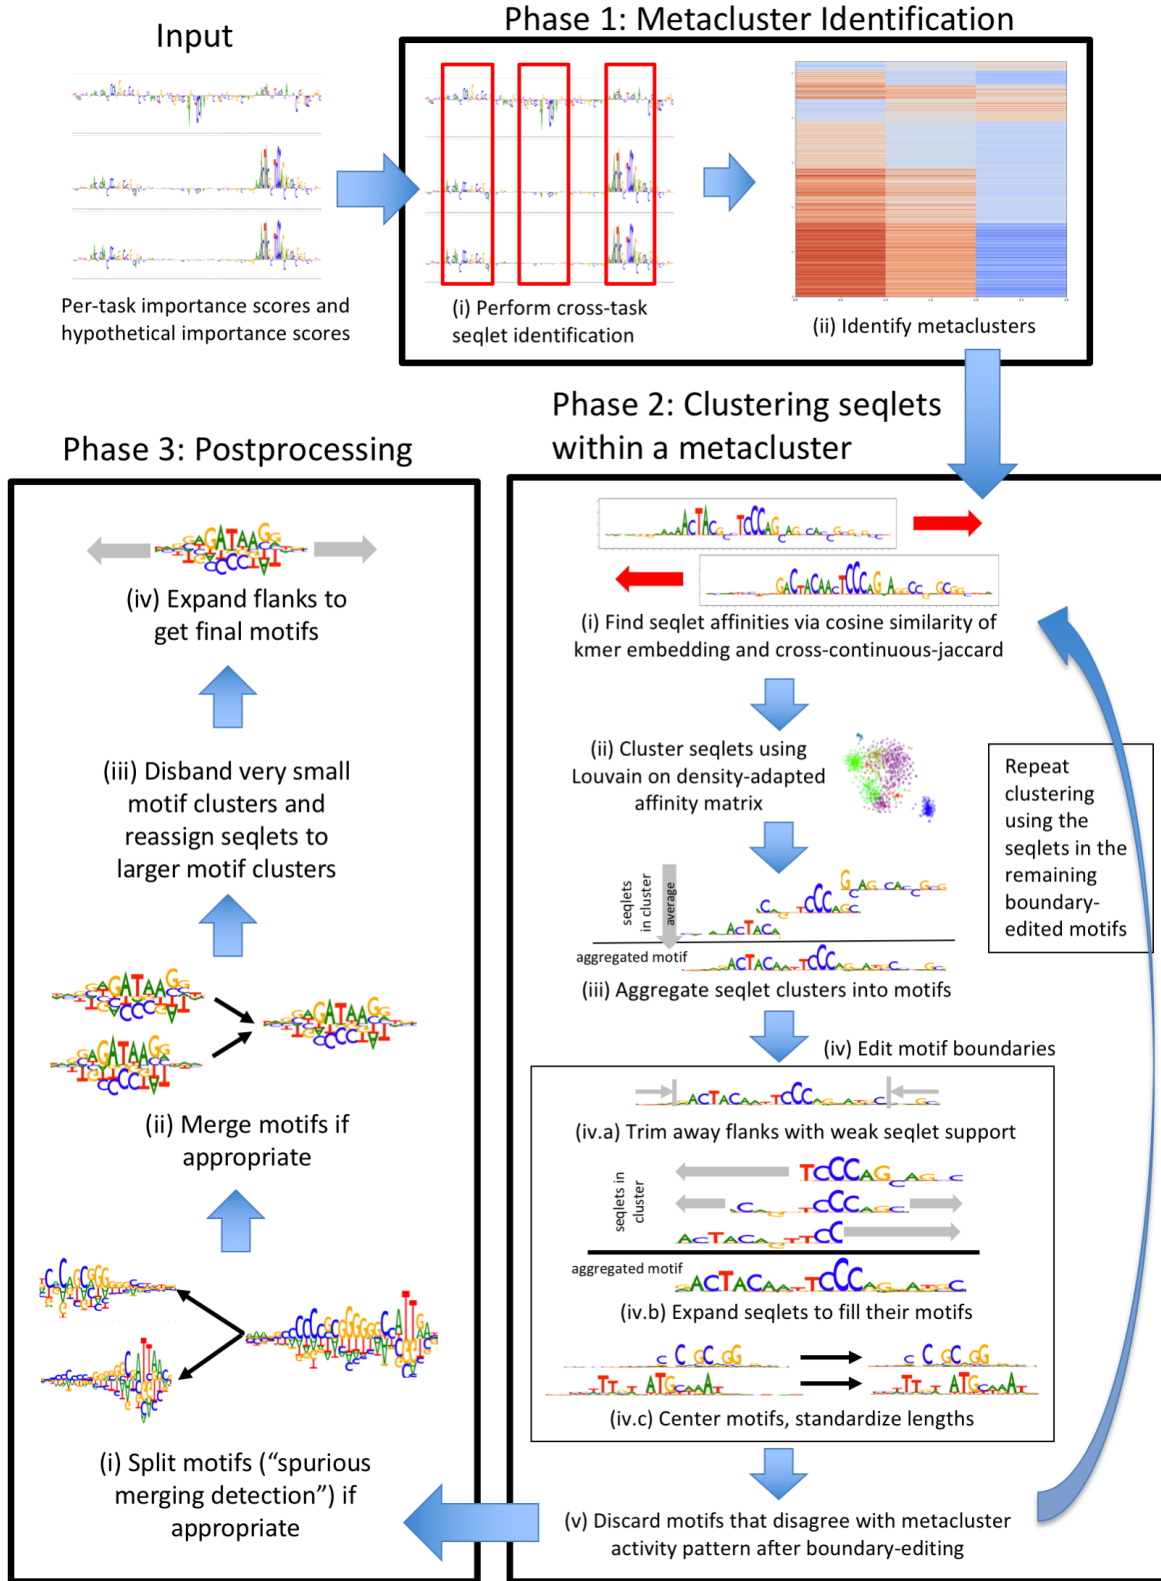 Input
Per-task importance scores and
hypothetical importance scores
Phase 1: Metacluster Identification
(i) Perform cross-task
seqlet identification
(ii) Identify metaclusters
Phase 2: Clustering seqlets
within a metacluster
(i) Find seqlet affinities via cosine similarity of
kmer embedding and cross-continuous-jaccard
(ii) Cluster seqlets using
Louvain on density-adapted
affinity matrix
seqlets
in cluster
average
aggregated motif
(iii) Aggregate seqlet clusters into motifs
(iv) Edit motif boundaries
(iv.a) Trim away flanks with weak seqlet support
seqlets in
cluster
aggregated motif
(iv.b) Expand seqlets to fill their motifs
(iv.c) Center motifs, standardize lengths
(v) Discard motifs that disagree with metacluster
activity pattern after boundary-editing
Repeat
clustering
using the
seqlets in the
remaining
boundary-
edited motifs
Phase 3: Postprocessing
(i) Split motifs (“spurious
merging detection”) if
appropriate
(ii) Merge motifs if
appropriate
(iii) Disband very small
motif clusters and
reassign seqlets to
larger motif clusters
(iv) Expand flanks to
get final motifs